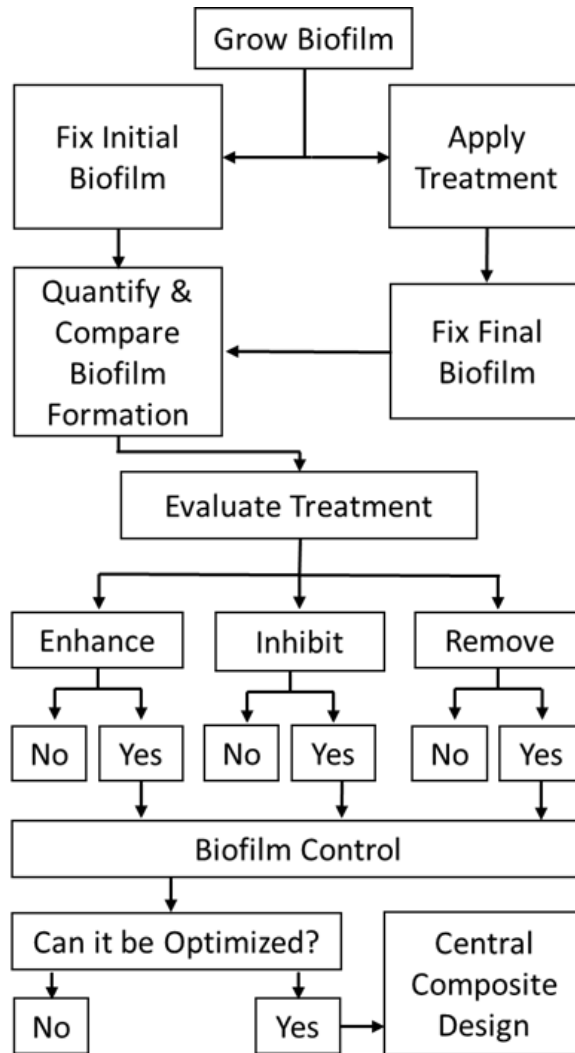 Grow Biofilm
Fix Initial
Biofilm
Apply
Treatment
Quantify &
Compare
Biofilm
Formation
Fix Final
Biofilm
Evaluate Treatment
Enhance
Inhibit
Remove
No
Yes
No
Yes
No
Yes
Biofilm Control
Can it be Optimized?
Central
Composite
Design
No
Yes